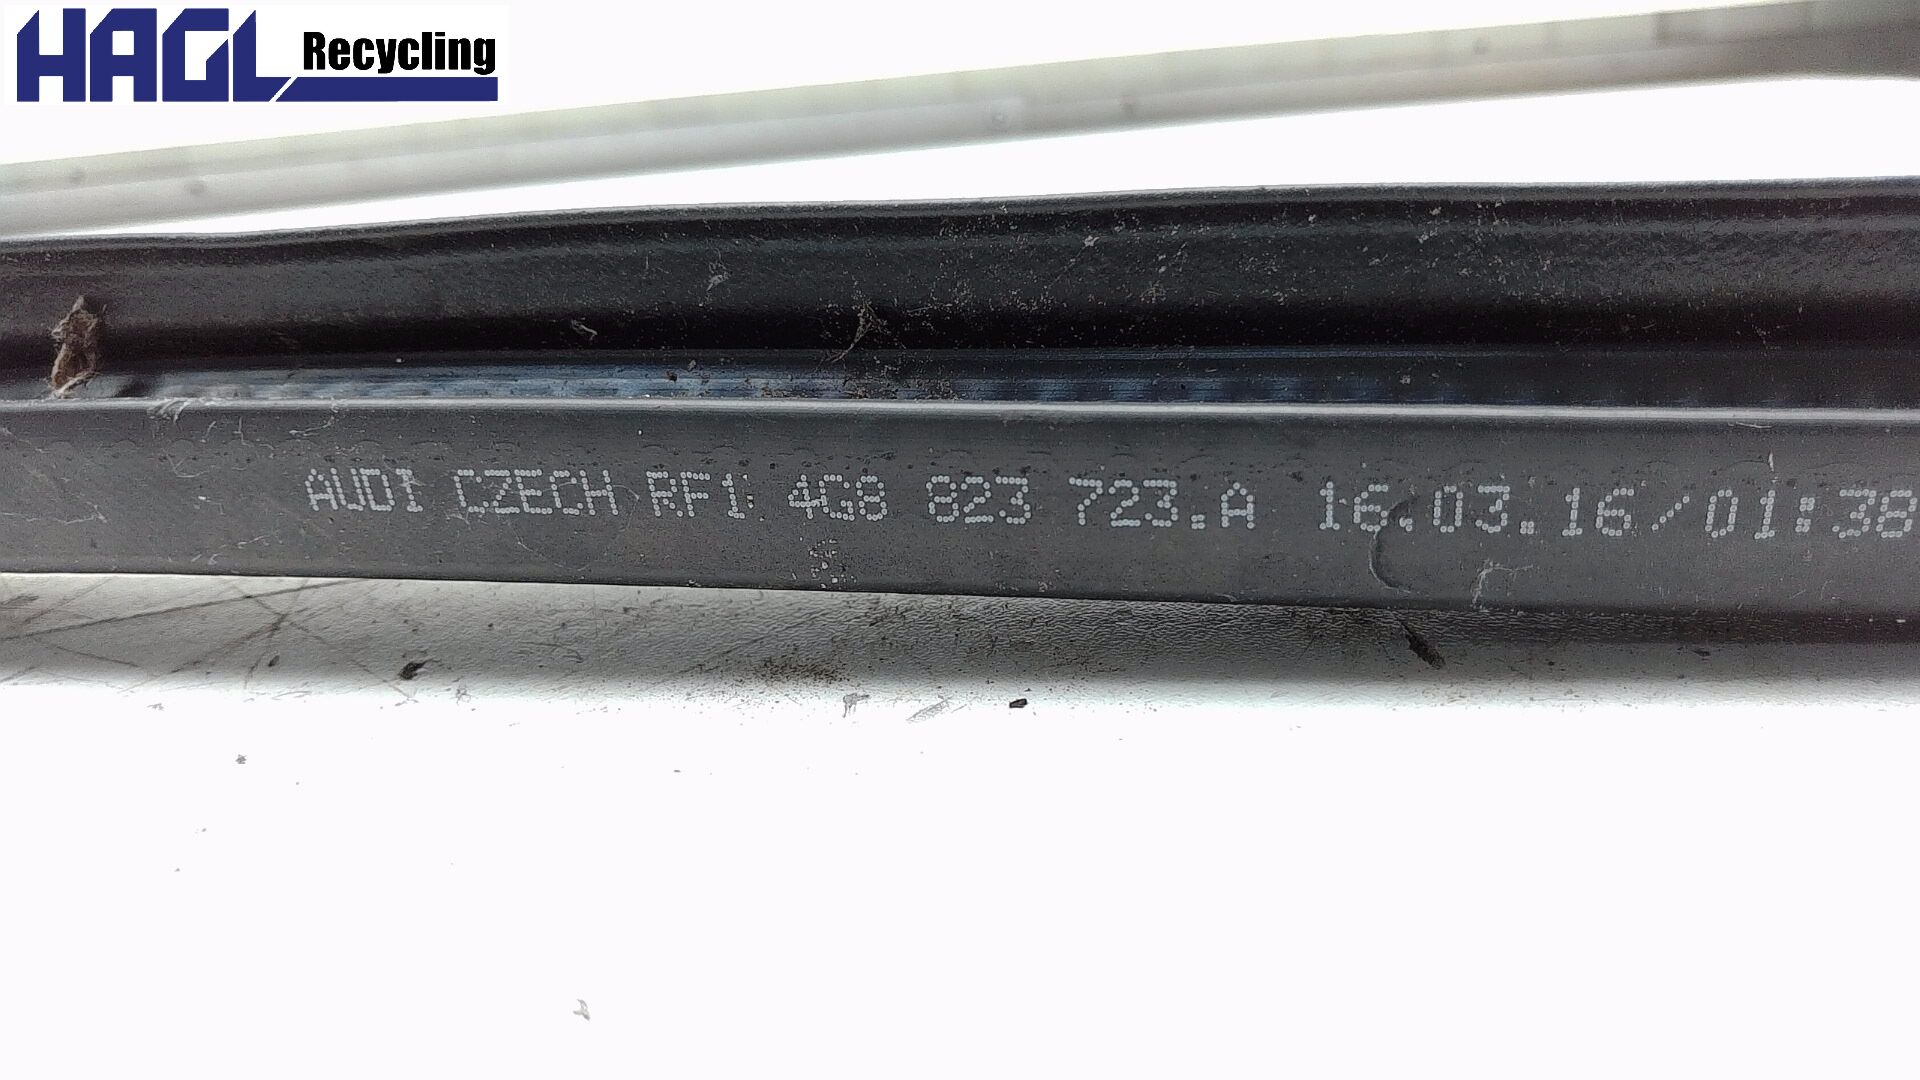 HAGL Recycling
AUDI CZECH RF1 4G8 823 723.A 16.03.16/01:38